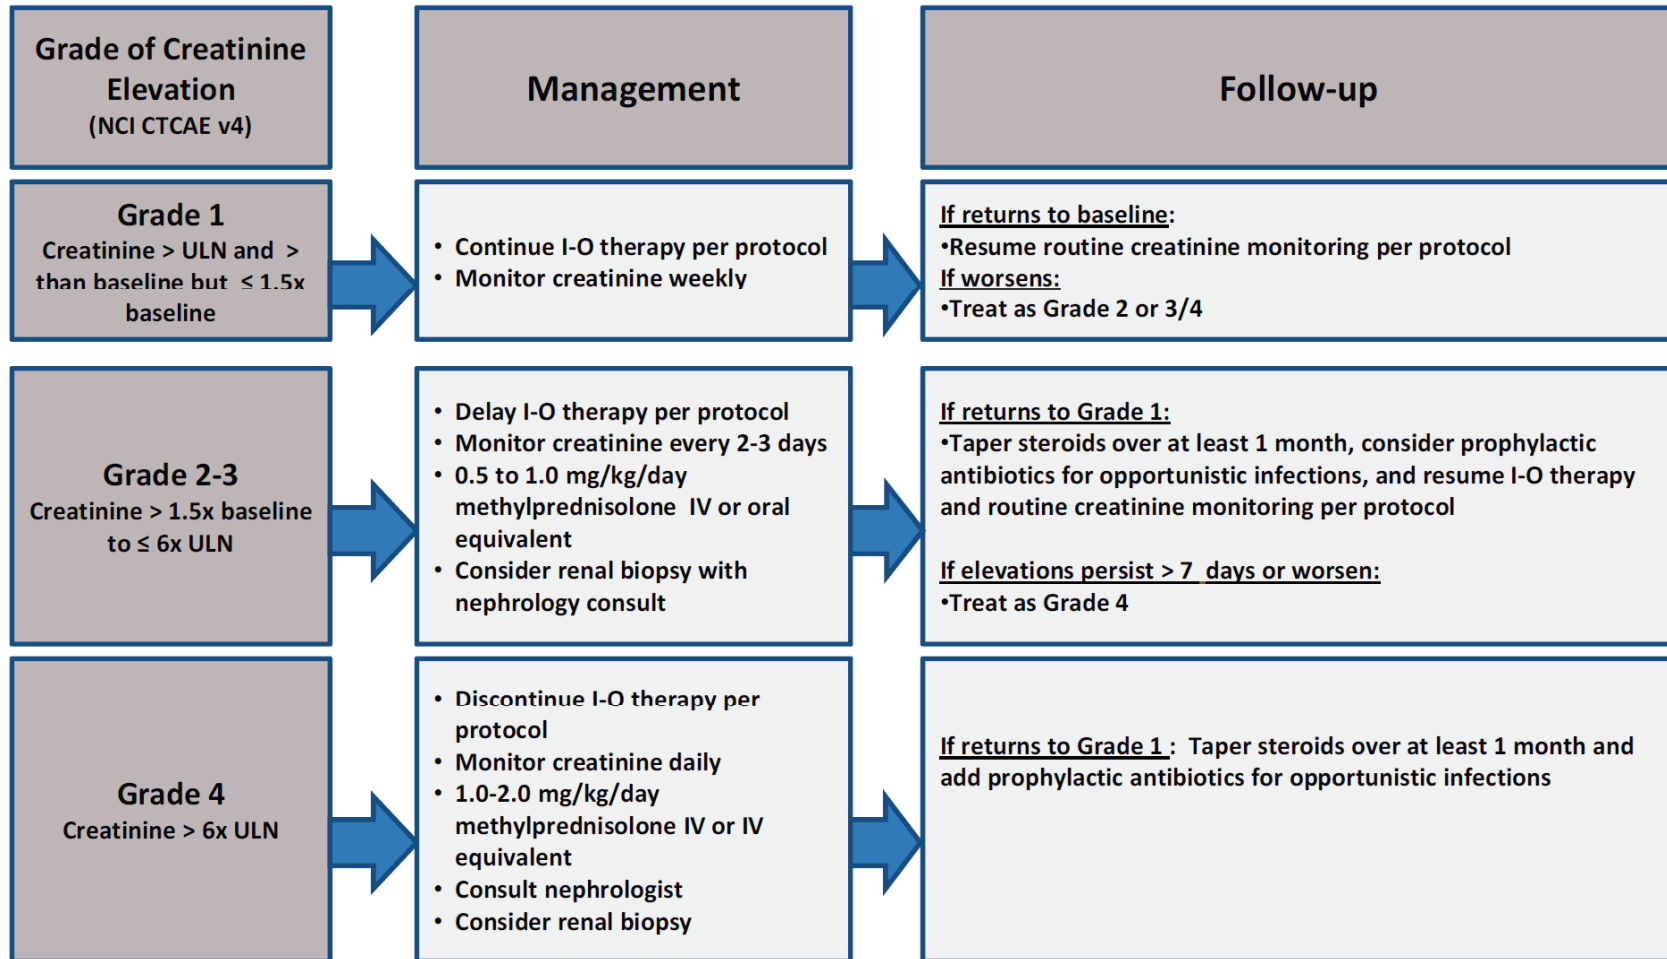 Grade of Creatinine
Elevation
(NCI CTCAE v4)
Management
Follow-up
Grade 1
Creatinine > ULN and  >
than baseline but  ≤ 1.5x
baseline
• Continue I-O therapy per protocol
• Monitor creatinine weekly
If returns to baseline:
•Resume routine creatinine monitoring per protocol
If worsens:
•Treat as Grade 2 or 3/4
Grade 2-3
Creatinine > 1.5x baseline
to ≤ 6x ULN
• Delay I-O therapy per protocol
• Monitor creatinine every 2-3 days
• 0.5 to 1.0 mg/kg/day
methylprednisolone  IV or oral
equivalent
• Consider renal biopsy with
nephrology consult
If returns to Grade 1:
•Taper steroids over at least 1 month, consider prophylactic
antibiotics for opportunistic infections, and resume I-O therapy
and routine creatinine monitoring per protocol
If elevations persist > 7  days or worsen:
•Treat as Grade 4
Grade 4
Creatinine > 6x ULN
• Discontinue I-O therapy per
protocol
• Monitor creatinine daily
• 1.0-2.0 mg/kg/day
methylprednisolone IV or IV
equivalent
• Consult nephrologist
• Consider renal biopsy
If returns to Grade 1 :  Taper steroids over at least 1 month and
add prophylactic antibiotics for opportunistic infections